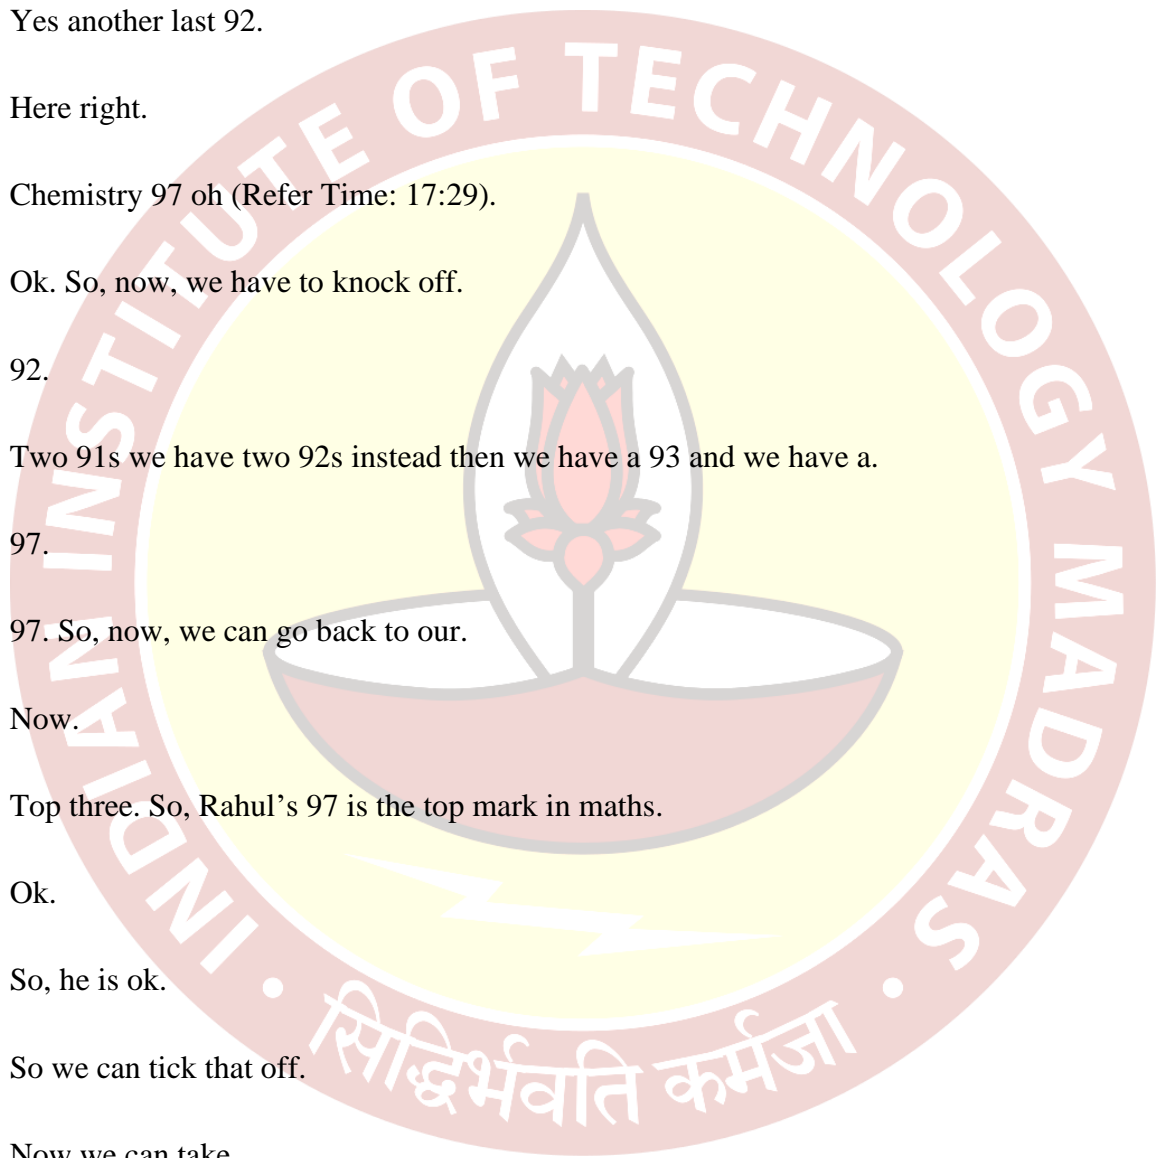 Yes another last 92.
Here right.
Chemistry 97 oh (Refer Time: 17:29).
Ok. So, now, we have to knock off.
92.
Two 91s we have two 92s instead then we have a 93 and we have a.
97.
97. So, now, we can go back to our.
Now.
Top three. So, Rahul’s 97 is the top mark in maths.
Ok.
So, he is ok.
So we can tick that off.
Now we can take
INDIAN INSTITUTE OF TECHNOLOGY MADRAS
सिद्धिर्भवति कर्मजा